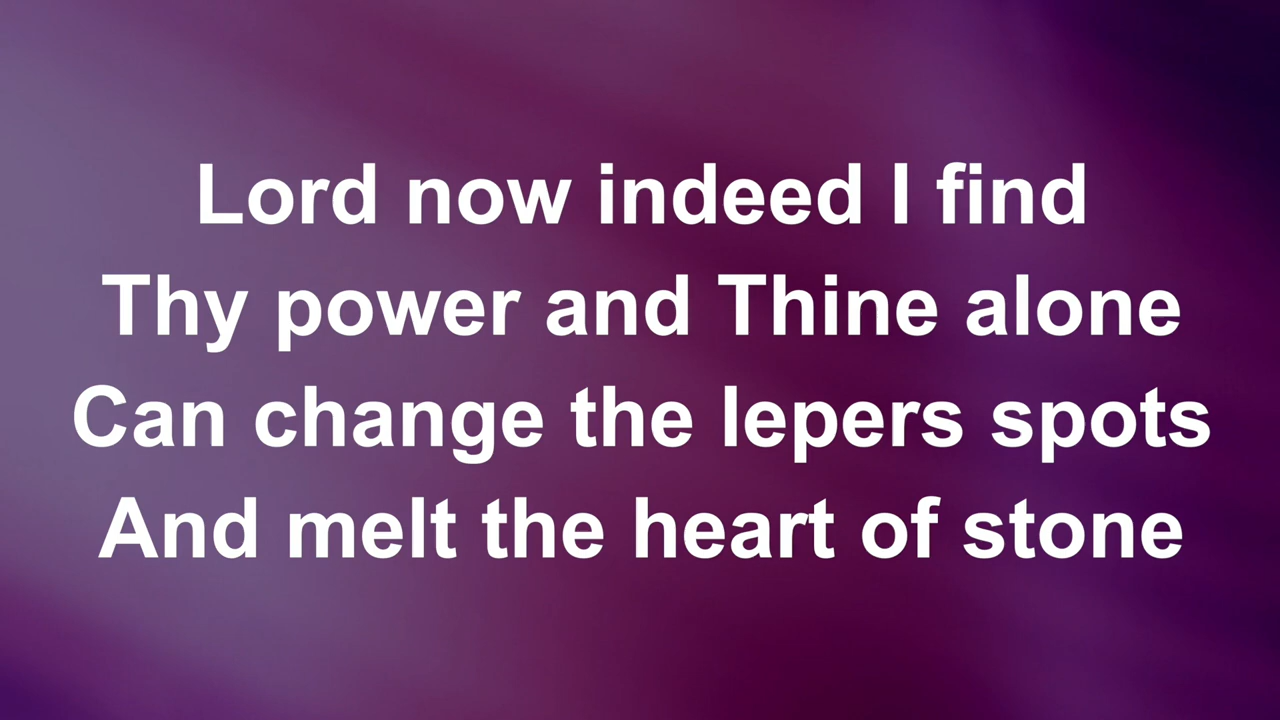 Lord now indeed I find
Thy power and Thine alone
Can change the lepers spots
And melt the heart of stone